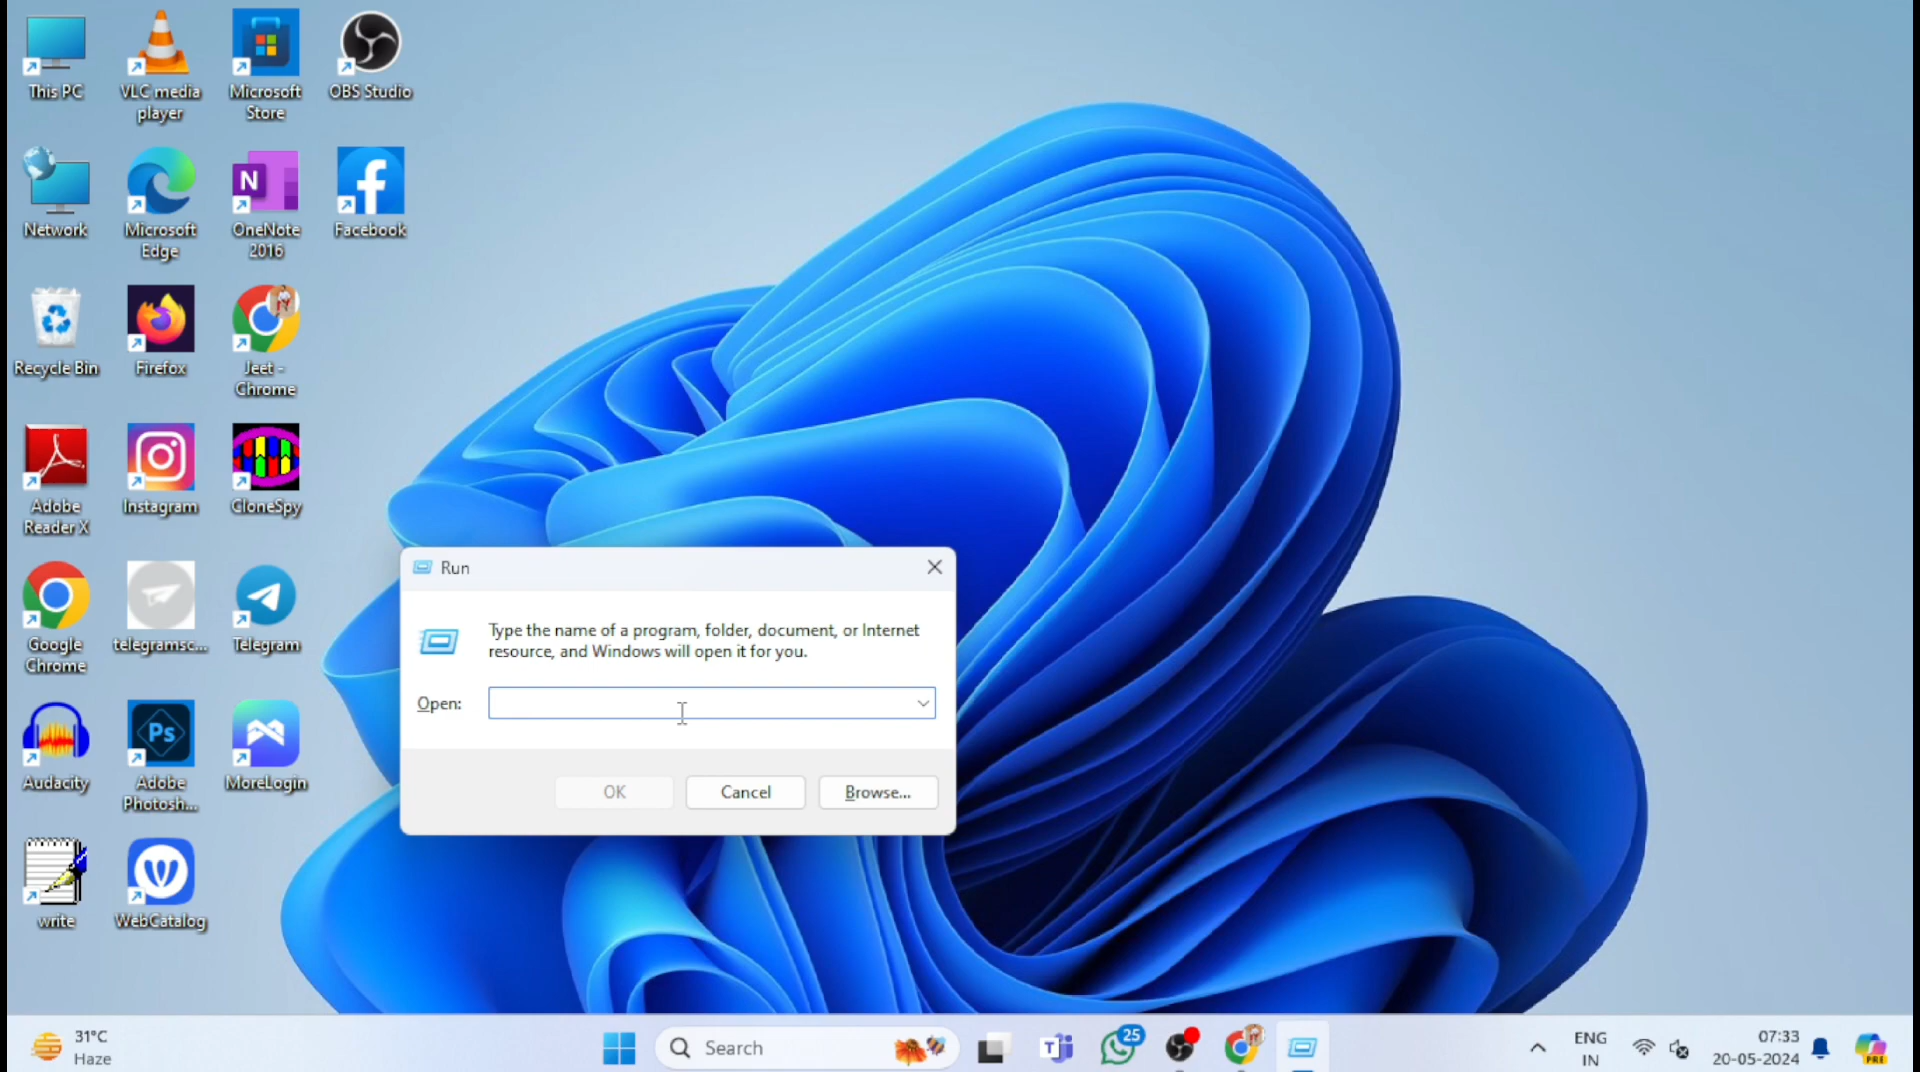 This PC
VLC media
player
Microsoft
Store
OBS Studio
Network
Microsoft
Edge
N
OneNote
2016
Facebook
Recycle Bin
Firefox
Jeet -
Chrome
Adobe
Reader X
Instagram
CloneSpy
Google
Chrome
telegramsc...
Telegram
Audacity
Ps
Adobe
Photosh...
MoreLogin
write
WebCatalog
Run
Type the name of a program, folder, document, or Internet
resource, and Windows will open it for you.
Open:
OK
Cancel
Browse...
31°C
Haze
Search
T
25
ENG
IN
07:33
20-05-2024
PRE